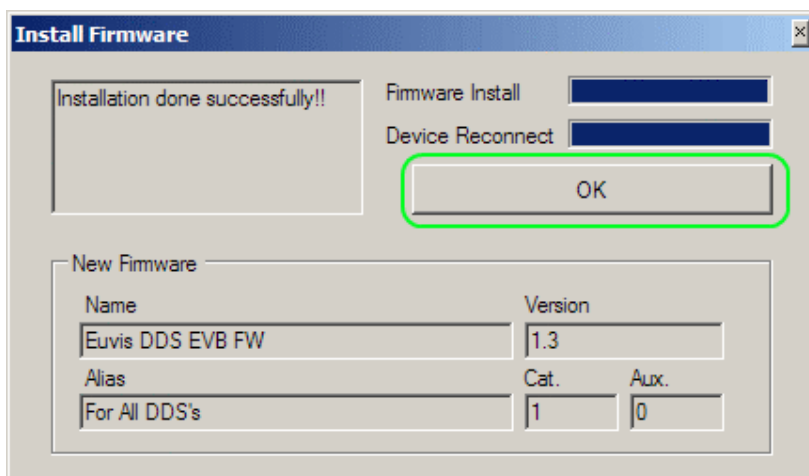 Install Firmware
Installation done successfully!!
Firmware Install
Device Reconnect
OK
New Firmware
Name
Version
Euvis DDS EVB FW
1.3
Alias
Cat.
Aux.
For All DDS's
1
0